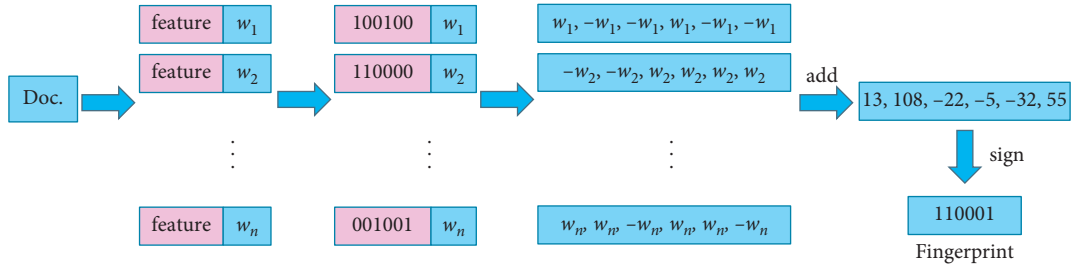 feature w₁ 100100 w₁ w₁, –w₁, –w₁, w₁, –w₁, –w₁
feature w₂ 110000 w₂ –w₂, –w₂, w₂, w₂, w₂, w₂
Doc.
add
13, 108, –22, –5, –32, 55
sign
feature wₙ 001001 wₙ wₙ, wₙ, –wₙ, wₙ, wₙ, –wₙ
110001
Fingerprint